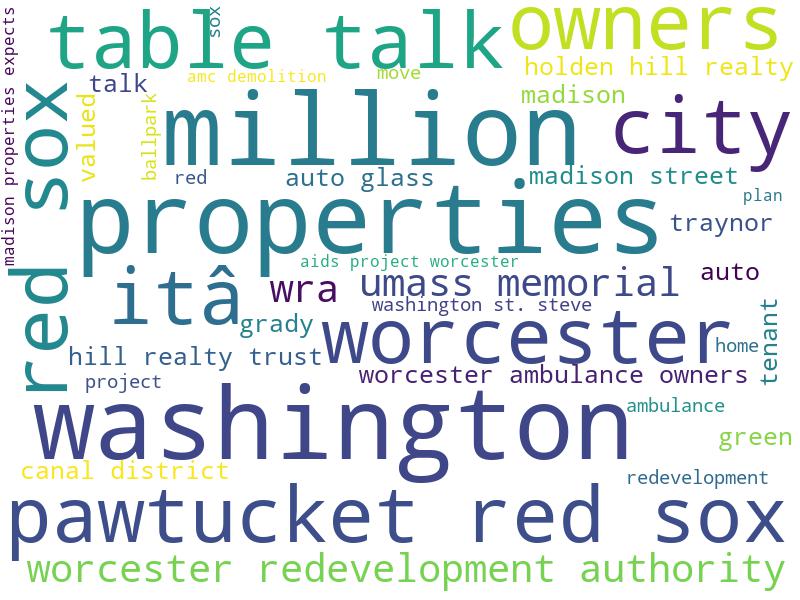 table talk
sox
owners
talk
amc demolition
move
holden hill realty
madison properties expects
red sox
valued
ballpark
million
madison
city
red
auto glass
madison street
plan
properties
traynor
aids project worcester
itâ
wra
umass memorial
auto
washington st. steve
grady
worcester
home
tenant
hill realty trust
project
worcester ambulance owners
washington
ambulance
green
canal district
redevelopment
pawtucket red sox
worcester redevelopment authority